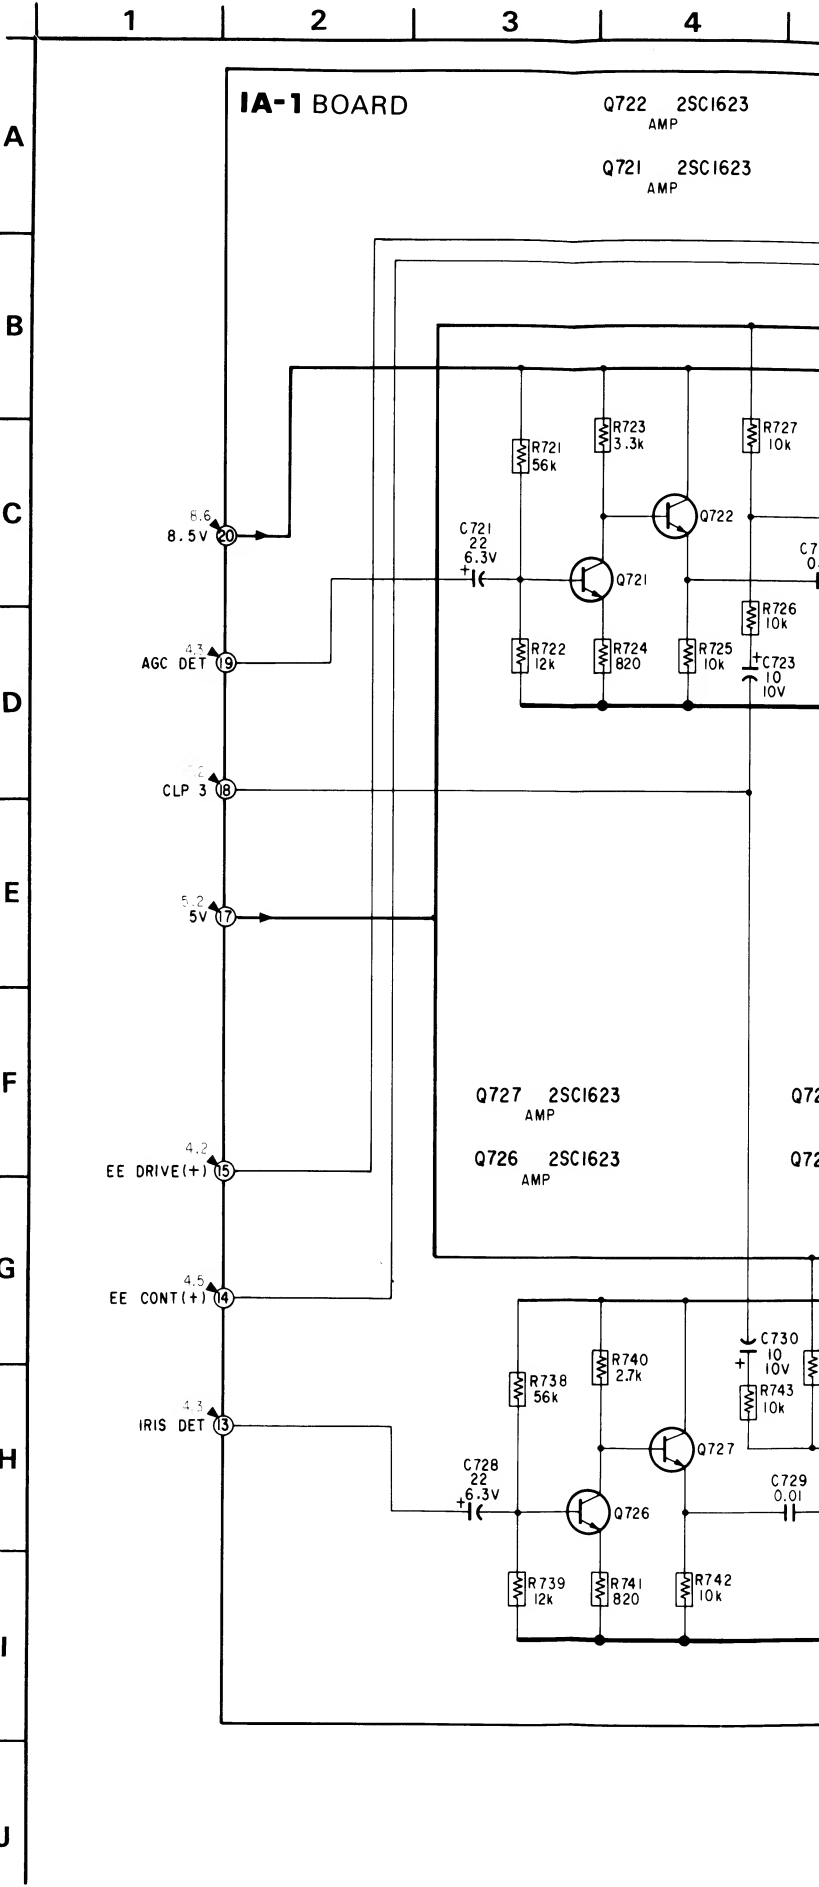 1 2 3 4
IA-1 BOARD
Q722 2SC1623
AMP
Q721 2SC1623
AMP
A
B
R723
3.3k
R727
10k
R721
56k
C
8.6
8.5V 20
C721
22
6.3V
+
Q722
C7
0.
Q721
R726
10k
4.3
AGC DET 19
R722
12k
R724
820
R725
10k
+
C723
10
10V
D
CLP 3 18
E
5.2
5V 17
F
Q727 2SC1623
AMP
Q72
Q726 2SC1623
AMP
Q72
4.2
EE DRIVE(+) 15
G
4.5
EE CONT(+) 14
C730
10
10V
+
R740
2.7k
R738
56k
R743
10k
4.3
IRIS DET 13
H
Q727
C728
22
6.3V
+
C729
0.01
Q726
R739
12k
R741
820
R742
10k
I
J